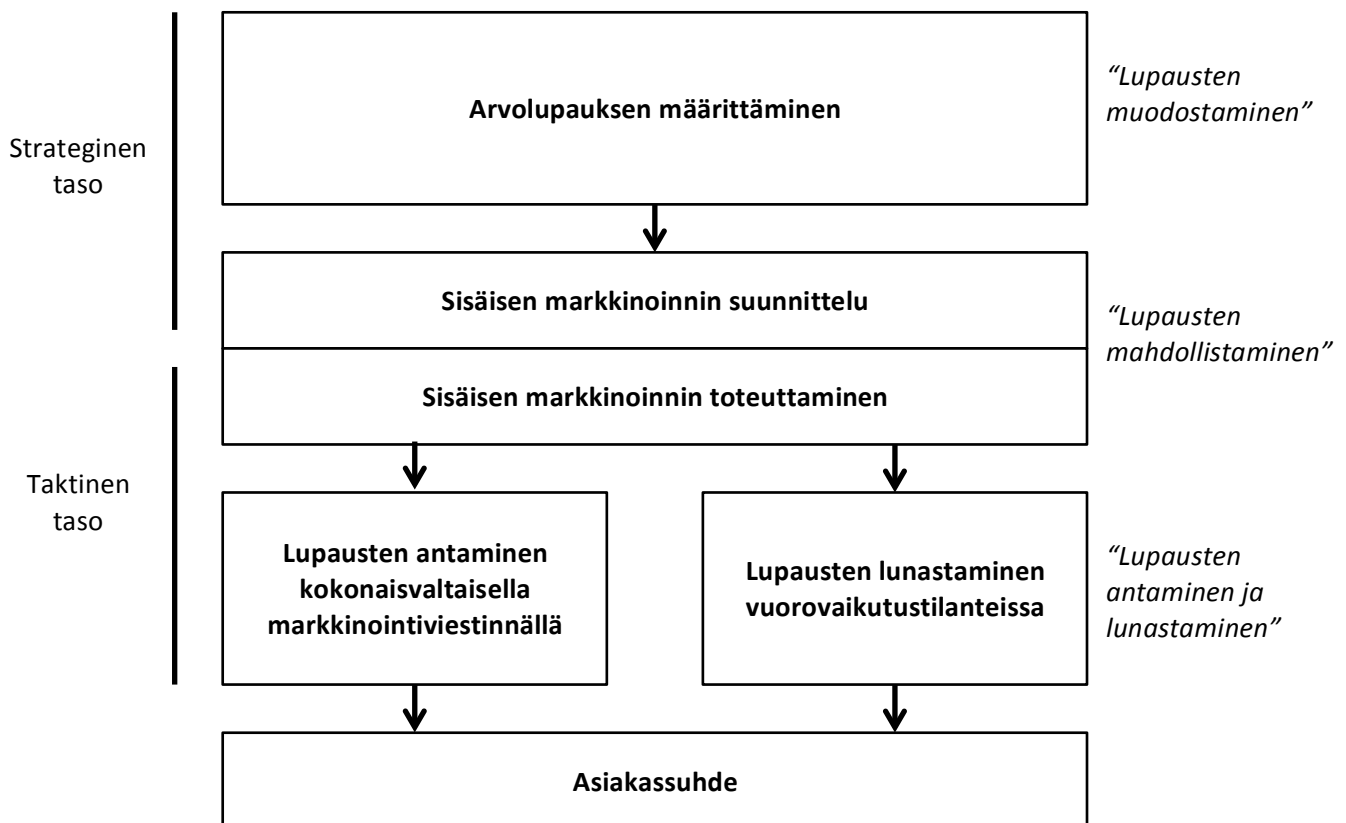 Arvolupauksen määrittäminen
“Lupausten
muodostaminen”
Strateginen
taso
Sisäisen markkinoinnin suunnittelu
“Lupausten
mahdollistaminen”
Sisäisen markkinoinnin toteuttaminen
Taktinen
taso
Lupausten antaminen
kokonaisvaltaisella
markkinointiviestinnällä
Lupausten lunastaminen
vuorovaikutustilanteissa
“Lupausten
antaminen ja
lunastaminen”
Asiakassuhde